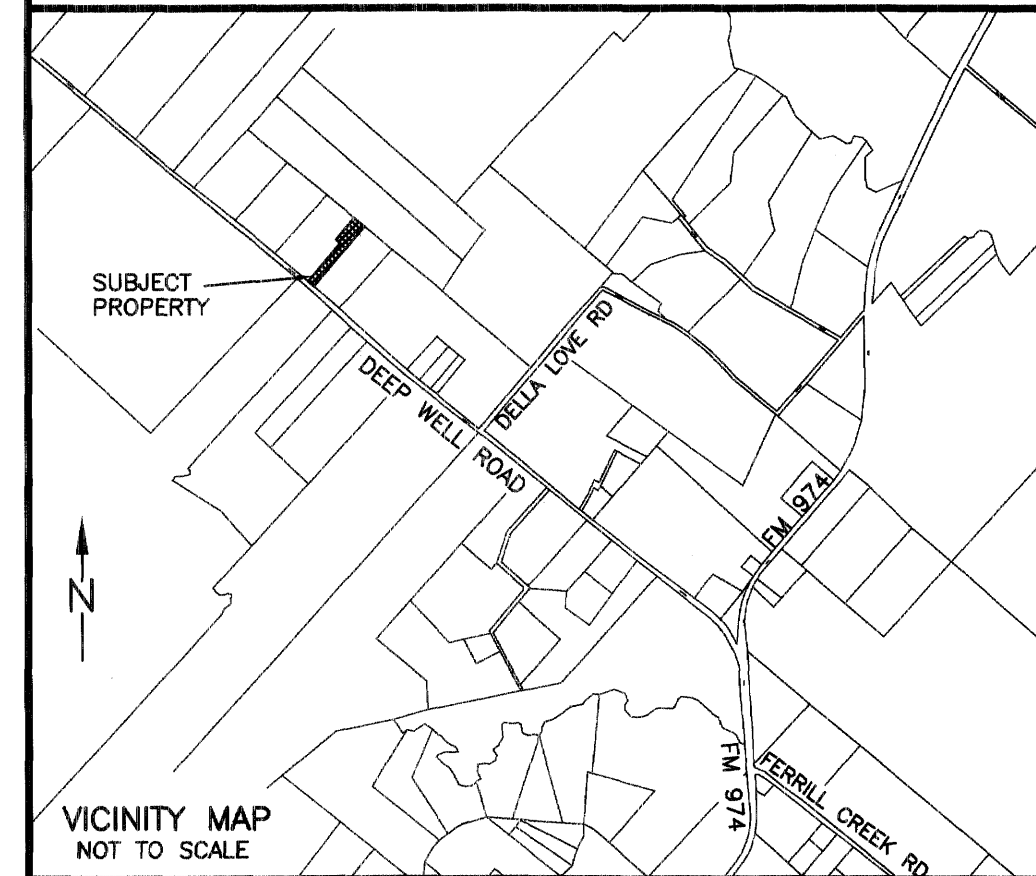 SUBJECT
PROPERTY
DELLA LOVE RD
DEEP WELL ROAD
FM 974
N
FM 974
FERRILL CREEK RD
VICINITY MAP
NOT TO SCALE